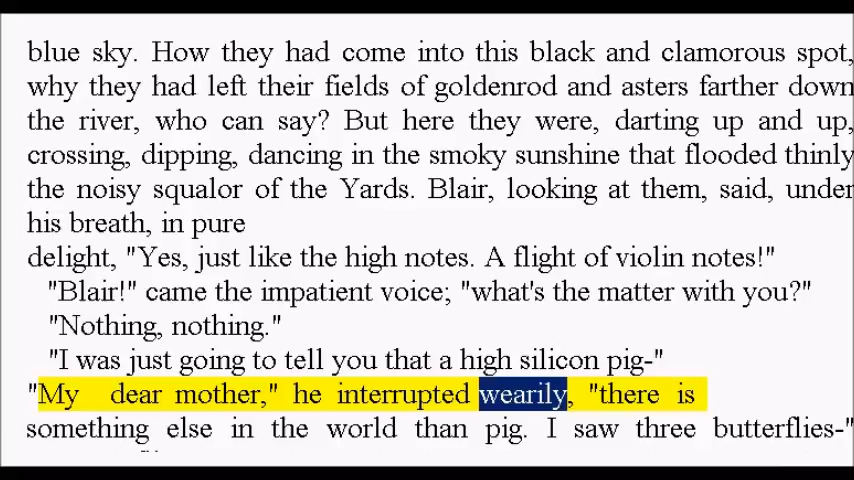 blue sky. How they had come into this black and clamorous spot,
why they had left their fields of goldenrod and asters farther down
the river, who can say? But here they were, darting up and up,
crossing, dipping, dancing in the smoky sunshine that flooded thinly
the noisy squalor of the Yards. Blair, looking at them, said, under
his breath, in pure
delight, "Yes, just like the high notes. A flight of violin notes!"
"Blair!" came the impatient voice; "what's the matter with you?"
"Nothing, nothing."
"I was just going to tell you that a high silicon pig-"
"My dear mother," he interrupted wearily, "there is
something else in the world than pig. I saw three butterflies-"